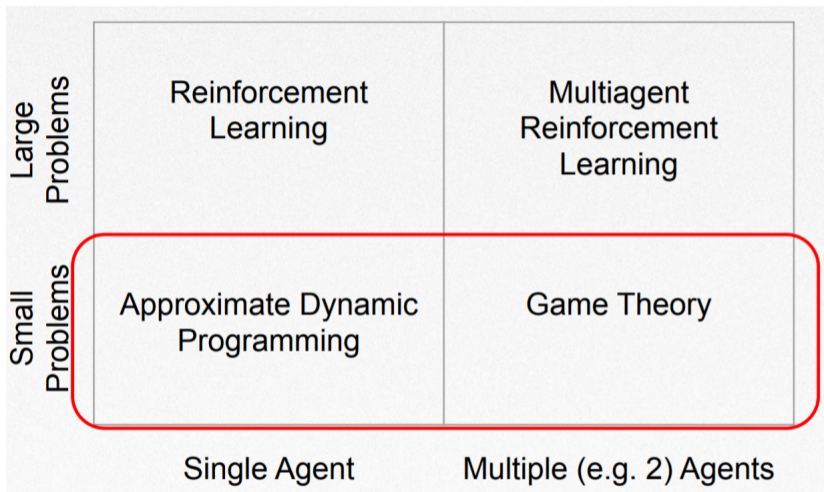 Large
Problems
Reinforcement
Learning
Multiagent
Reinforcement
Learning
Small
Problems
Approximate Dynamic
Programming
Game Theory
Single Agent
Multiple (e.g. 2) Agents